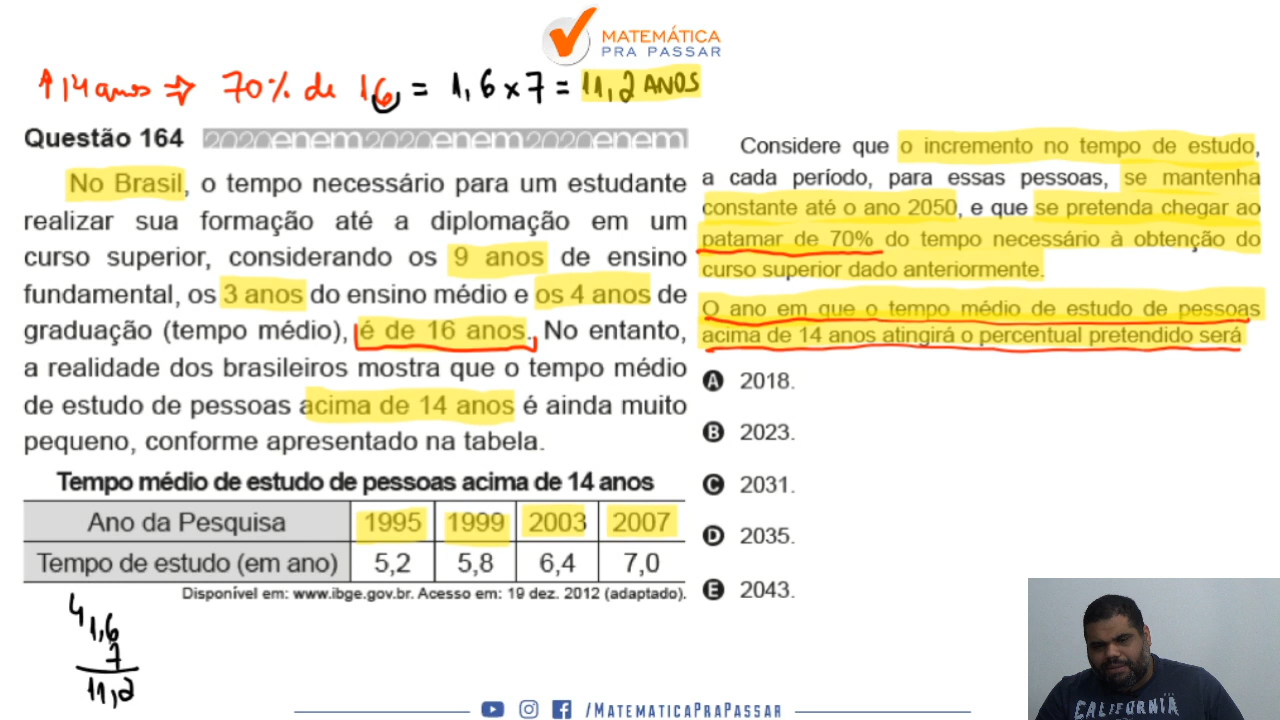 MATEMÁTICA
PRA PASSAR
↑14 anos ⇒ 70% de 16 = 1,6 x 7 = 11,2 ANOS
Questão 164 2020enem2020enem2020enem
No Brasil, o tempo necessário para um estudante
realizar sua formação até a diplomação em um
curso superior, considerando os 9 anos de ensino
fundamental, os 3 anos do ensino médio e os 4 anos de
graduação (tempo médio), é de 16 anos. No entanto,
a realidade dos brasileiros mostra que o tempo médio
de estudo de pessoas acima de 14 anos é ainda muito
pequeno, conforme apresentado na tabela.
Tempo médio de estudo de pessoas acima de 14 anos
Ano da Pesquisa 1995 1999 2003 2007
Tempo de estudo (em ano) 5,2 5,8 6,4 7,0
Disponível em: www.ibge.gov.br. Acesso em: 19 dez. 2012 (adaptado).
4
1,6
7
11,2
Considere que o incremento no tempo de estudo,
a cada período, para essas pessoas, se mantenha
constante até o ano 2050, e que se pretenda chegar ao
patamar de 70% do tempo necessário à obtenção do
curso superior dado anteriormente.
O ano em que o tempo médio de estudo de pessoas
acima de 14 anos atingirá o percentual pretendido será
A 2018.
B 2023.
C 2031.
D 2035.
E 2043.
CALIFORNIA
/MATEMATICAPRAPASSAR